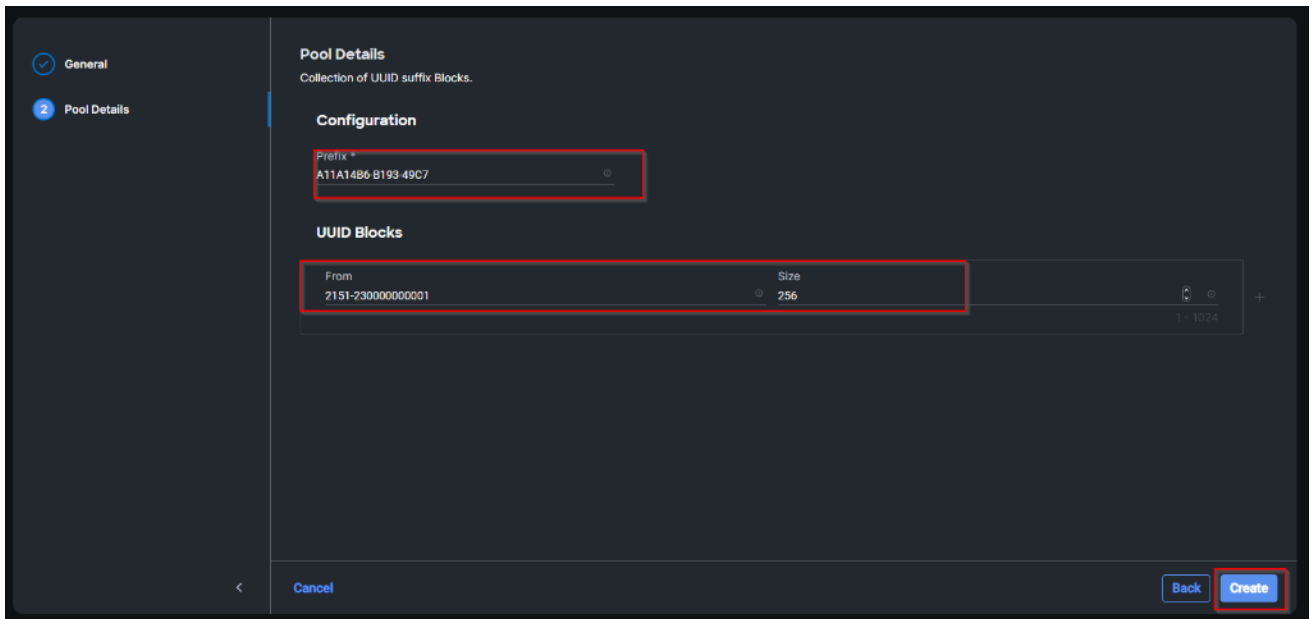 General
2 Pool Details
Pool Details
Collection of UUID suffix Blocks.
Configuration
Prefix *
A11A14B6-B193-49C7
UUID Blocks
From Size
2151-230000000001 256
1 - 1024
Cancel Back Create